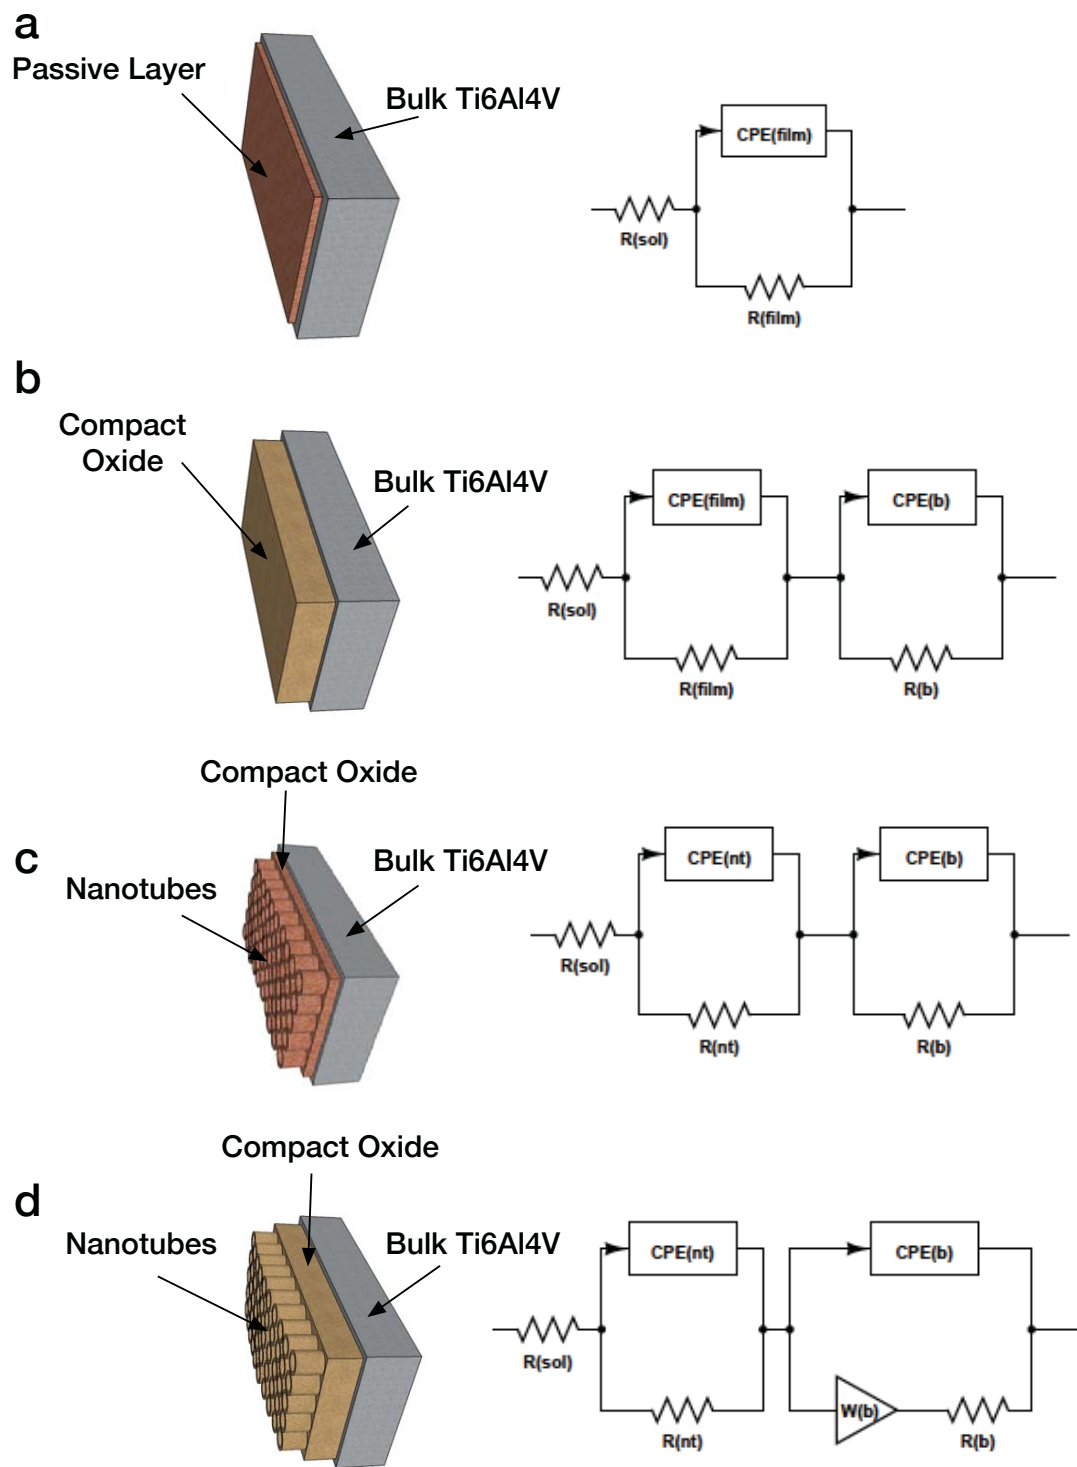 a
Passive Layer
Bulk Ti6Al4V
CPE(film)
R(sol)
R(film)
b
Compact
Oxide
Bulk Ti6Al4V
CPE(film)
CPE(b)
R(sol)
R(film)
R(b)
Compact Oxide
c
Nanotubes
Bulk Ti6Al4V
CPE(nt)
CPE(b)
R(sol)
R(nt)
R(b)
Compact Oxide
d
Nanotubes
Bulk Ti6Al4V
CPE(nt)
CPE(b)
R(sol)
W(b)
R(nt)
R(b)